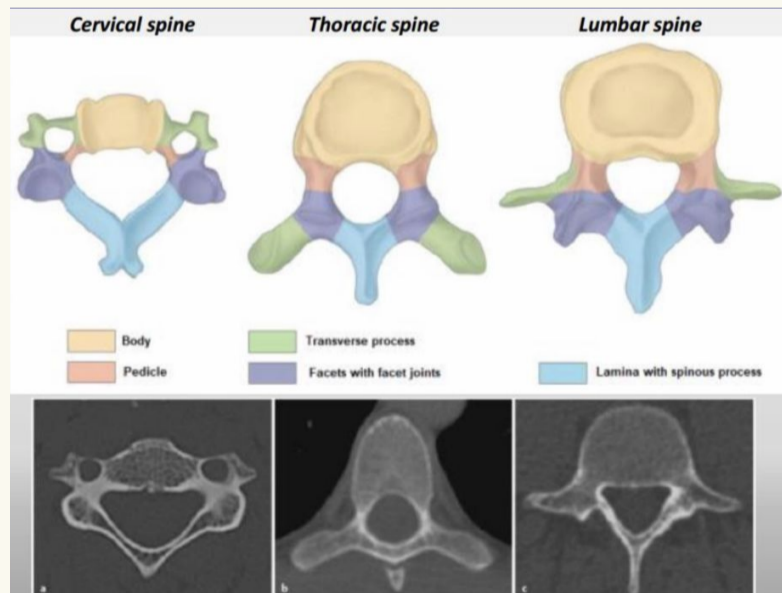 Cervical spine Thoracic spine Lumbar spine
Body Transverse process
Pedicle Facets with facet joints Lamina with spinous process
a b c